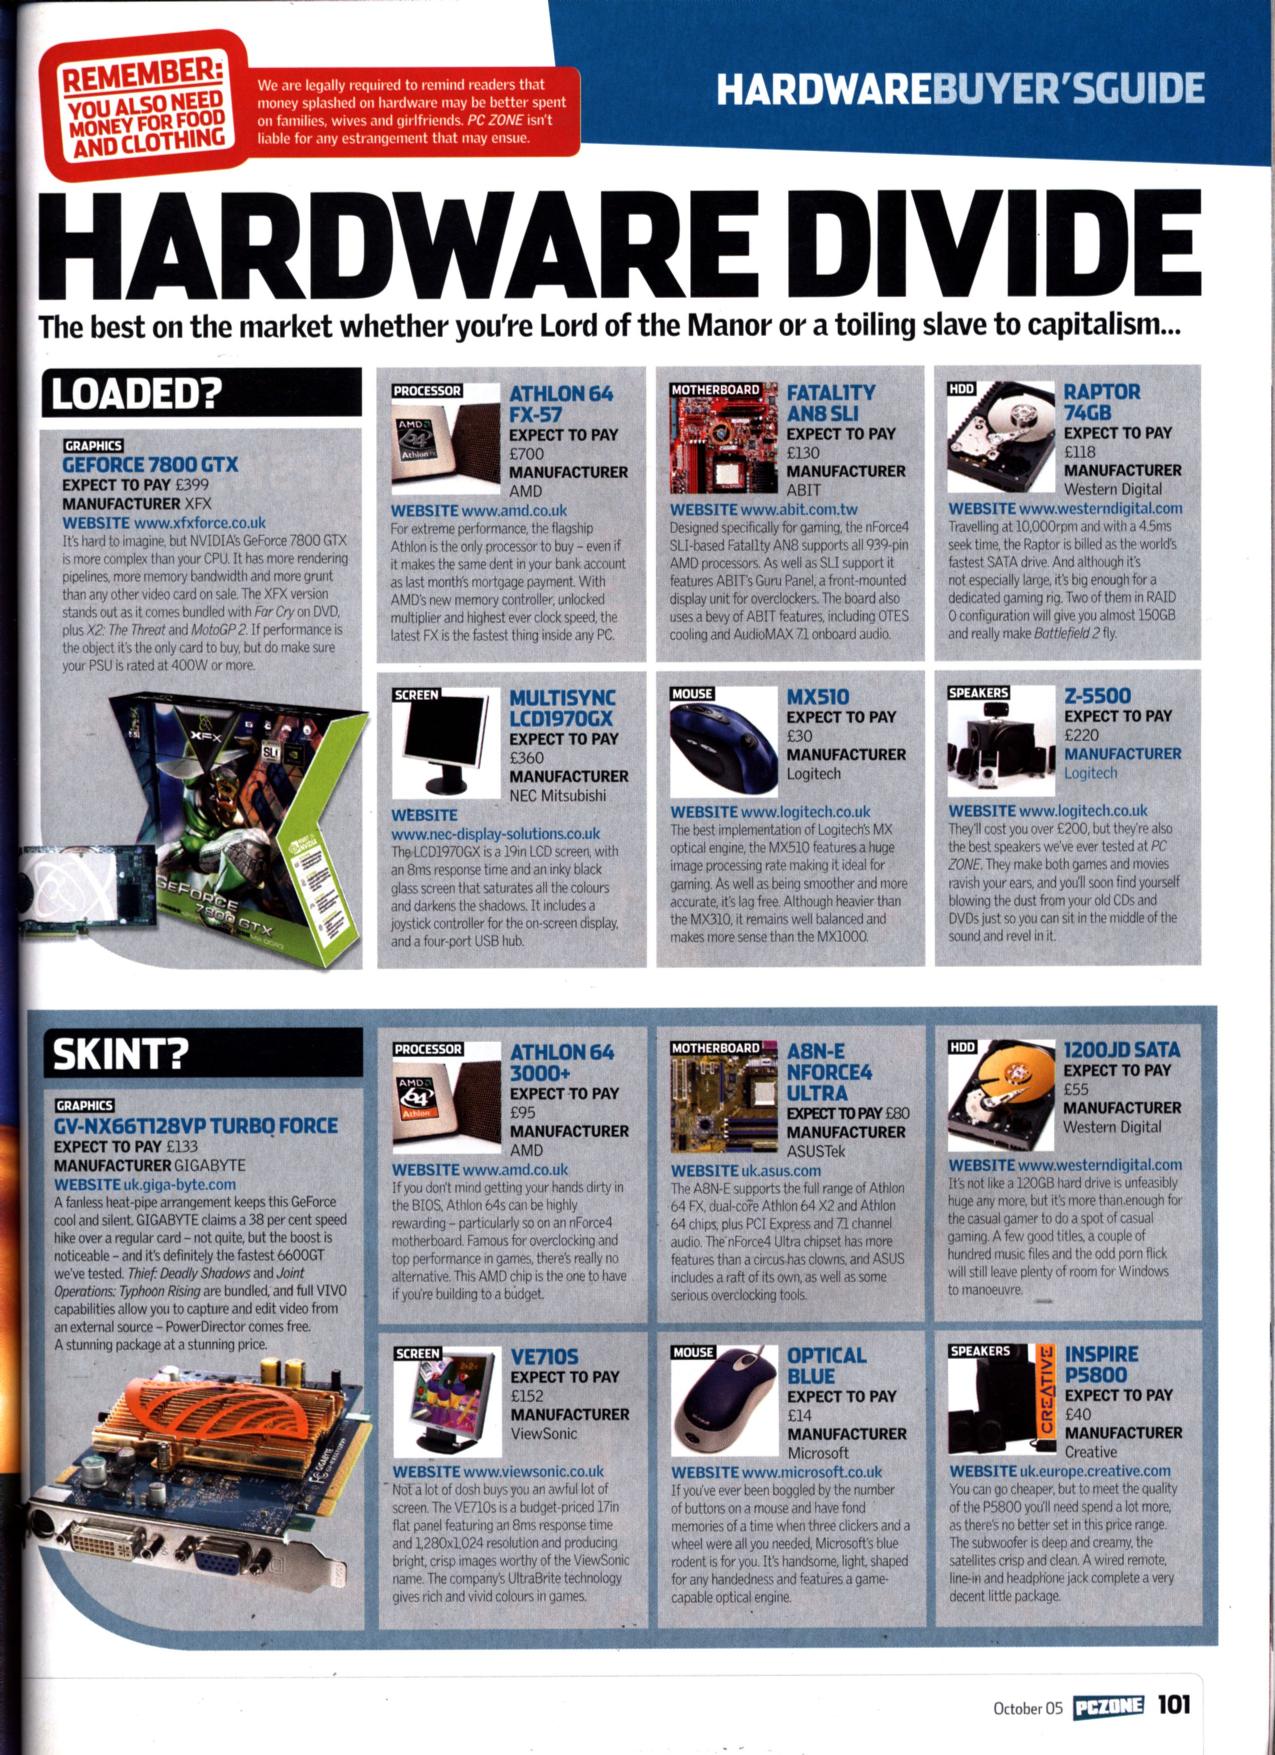 REMEMBER:
YOU ALSO NEED
MONEY FOR FOOD
AND CLOTHING
We are legally required to remind readers that
money splashed on hardware may be better spent
on families, wives and girlfriends. PC ZONE isn't
liable for any estrangement that may ensue.
HARDWAREBUYER'SGUIDE
HARDWARE DIVIDE
The best on the market whether you're Lord of the Manor or a toiling slave to capitalism...
LOADED?
GRAPHICS
GEFORCE 7800 GTX
EXPECT TO PAY £399
MANUFACTURER XFX
WEBSITE www.xfxforce.co.uk
It's hard to imagine, but NVIDIA's GeForce 7800 GTX
is more complex than your CPU. It has more rendering
pipelines, more memory bandwidth and more grunt
than any other video card on sale. The XFX version
stands out as it comes bundled with Far Cry on DVD,
plus X2: The Threat and MotoGP 2. If performance is
the object it's the only card to buy, but do make sure
your PSU is rated at 400W or more.
XFX
SLI
GEFORCE
7800 GTX
PROCESSOR
AMD
64
Athlon FX
ATHLON 64
FX-57
EXPECT TO PAY
£700
MANUFACTURER
AMD
WEBSITE www.amd.co.uk
For extreme performance, the flagship
Athlon is the only processor to buy – even if
it makes the same dent in your bank account
as last month's mortgage payment. With
AMD's new memory controller, unlocked
multiplier and highest ever clock speed, the
latest FX is the fastest thing inside any PC.
MOTHERBOARD
FATAL1TY
AN8 SLI
EXPECT TO PAY
£130
MANUFACTURER
ABIT
WEBSITE www.abit.com.tw
Designed specifically for gaming, the nForce4
SLI-based Fatal1ty AN8 supports all 939-pin
AMD processors. As well as SLI support it
features ABIT's Guru Panel, a front-mounted
display unit for overclockers. The board also
uses a bevy of ABIT features, including OTES
cooling and AudioMAX 7.1 onboard audio.
HDD
RAPTOR
74GB
EXPECT TO PAY
£118
MANUFACTURER
Western Digital
WEBSITE www.westerndigital.com
Travelling at 10,000rpm and with a 4.5ms
seek time, the Raptor is billed as the world's
fastest SATA drive. And although it's
not especially large, it's big enough for a
dedicated gaming rig. Two of them in RAID
0 configuration will give you almost 150GB
and really make Battlefield 2 fly.
SCREEN
MULTISYNC
LCD1970GX
EXPECT TO PAY
£360
MANUFACTURER
NEC Mitsubishi
WEBSITE
www.nec-display-solutions.co.uk
The LCD1970GX is a 19in LCD screen, with
an 8ms response time and an inky black
glass screen that saturates all the colours
and darkens the shadows. It includes a
joystick controller for the on-screen display,
and a four-port USB hub.
MOUSE
MX510
EXPECT TO PAY
£30
MANUFACTURER
Logitech
WEBSITE www.logitech.co.uk
The best implementation of Logitech's MX
optical engine, the MX510 features a huge
image processing rate making it ideal for
gaming. As well as being smoother and more
accurate, it's lag free. Although heavier than
the MX310, it remains well balanced and
makes more sense than the MX1000.
SPEAKERS
Z-5500
EXPECT TO PAY
£220
MANUFACTURER
Logitech
WEBSITE www.logitech.co.uk
They'll cost you over £200, but they're also
the best speakers we've ever tested at PC
ZONE. They make both games and movies
ravish your ears, and you'll soon find yourself
blowing the dust from your old CDs and
DVDs just so you can sit in the middle of the
sound and revel in it.
SKINT?
GRAPHICS
GV-NX66T128VP TURBO FORCE
EXPECT TO PAY £133
MANUFACTURER GIGABYTE
WEBSITE uk.giga-byte.com
A fanless heat-pipe arrangement keeps this GeForce
cool and silent. GIGABYTE claims a 38 per cent speed
hike over a regular card – not quite, but the boost is
noticeable – and it's definitely the fastest 6600GT
we've tested. Thief: Deadly Shadows and Joint
Operations: Typhoon Rising are bundled, and full VIVO
capabilities allow you to capture and edit video from
an external source – PowerDirector comes free.
A stunning package at a stunning price.
GIGABYTE
PROCESSOR
AMD
64
Athlon
ATHLON 64
3000+
EXPECT TO PAY
£95
MANUFACTURER
AMD
WEBSITE www.amd.co.uk
If you don't mind getting your hands dirty in
the BIOS, Athlon 64s can be highly
rewarding – particularly so on an nForce4
motherboard. Famous for overclocking and
top performance in games, there's really no
alternative. This AMD chip is the one to have
if you're building to a budget.
MOTHERBOARD
A8N-E
NFORCE4
ULTRA
EXPECT TO PAY £80
MANUFACTURER
ASUSTek
WEBSITE uk.asus.com
The A8N-E supports the full range of Athlon
64 FX, dual-core Athlon 64 X2 and Athlon
64 chips, plus PCI Express and 7.1 channel
audio. The nForce4 Ultra chipset has more
features than a circus has clowns, and ASUS
includes a raft of its own, as well as some
serious overclocking tools.
HDD
1200JD SATA
EXPECT TO PAY
£55
MANUFACTURER
Western Digital
WEBSITE www.westerndigital.com
It's not like a 120GB hard drive is unfeasibly
huge any more, but it's more than enough for
the casual gamer to do a spot of casual
gaming. A few good titles, a couple of
hundred music files and the odd porn flick
will still leave plenty of room for Windows
to manoeuvre.
SCREEN
VE710S
EXPECT TO PAY
£152
MANUFACTURER
ViewSonic
WEBSITE www.viewsonic.co.uk
Not a lot of dosh buys you an awful lot of
screen. The VE710s is a budget-priced 17in
flat panel featuring an 8ms response time
and 1,280x1,024 resolution and producing
bright, crisp images worthy of the ViewSonic
name. The company's UltraBrite technology
gives rich and vivid colours in games.
MOUSE
OPTICAL
BLUE
EXPECT TO PAY
£14
MANUFACTURER
Microsoft
WEBSITE www.microsoft.co.uk
If you've ever been boggled by the number
of buttons on a mouse and have fond
memories of a time when three clickers and a
wheel were all you needed, Microsoft's blue
rodent is for you. It's handsome, light, shaped
for any handedness and features a game-
capable optical engine.
SPEAKERS
CREATIVE
INSPIRE
P5800
EXPECT TO PAY
£40
MANUFACTURER
Creative
WEBSITE uk.europe.creative.com
You can go cheaper, but to meet the quality
of the P5800 you'll need spend a lot more,
as there's no better set in this price range.
The subwoofer is deep and creamy, the
satellites crisp and clean. A wired remote,
line-in and headphone jack complete a very
decent little package.
October 05 PCZONE 101